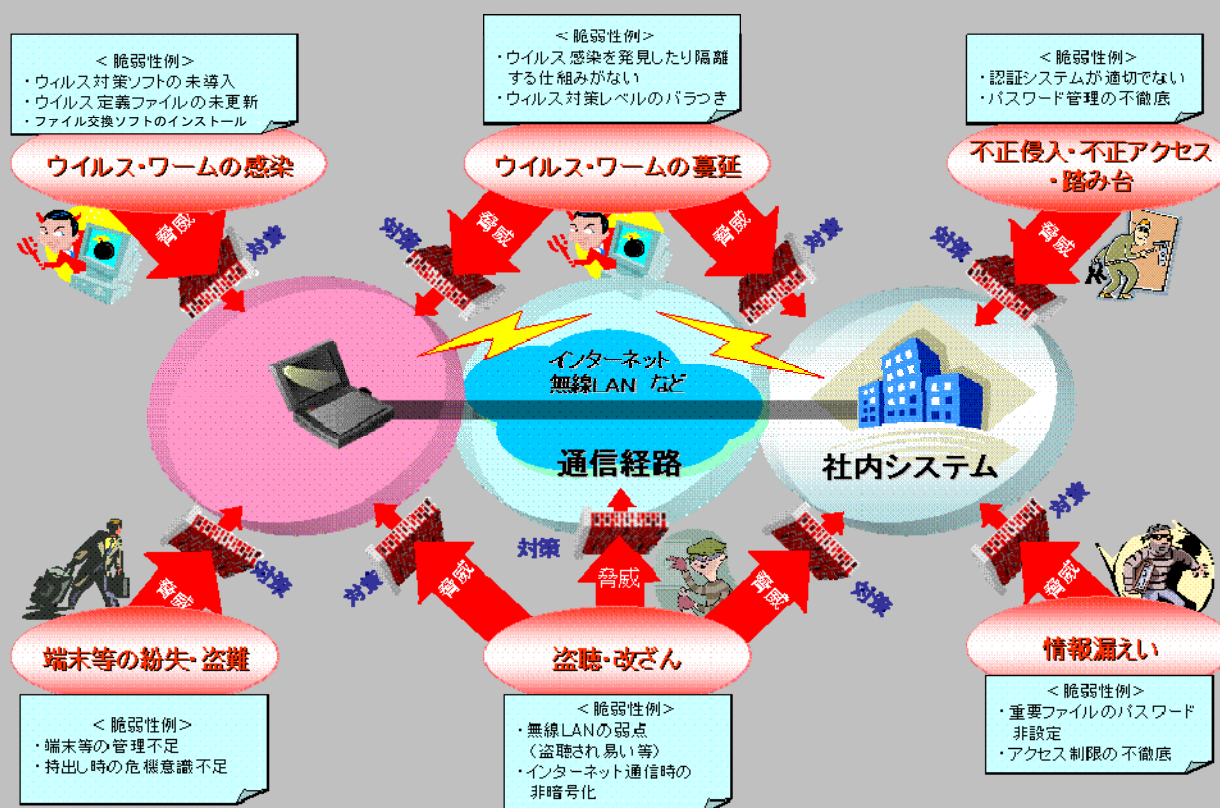 ＜脆弱性例＞
・ウィルス対策ソフトの未導入
・ウイルス定義ファイルの未更新
・ファイル交換ソフトのインストール
ウイルス・ワームの感染
＜脆弱性例＞
・ウイルス感染を発見したり隔離
する仕組みがない
・ウィルス対策レベルのバラつき
ウイルス・ワームの蔓延
＜脆弱性例＞
・認証システムが適切でない
・パスワード管理の不徹底
不正侵入・不正アクセス
・踏み台
脅威
対策
対策
脅威
脅威
対策
対策
脅威
インターネット
無線LAN など
通信経路
社内システム
脅威
対策
対策
脅威
対策
脅威
脅威
対策
対策
脅威
端末等の紛失・盗難
＜脆弱性例＞
・端末等の管理不足
・持出し時の危機意識不足
盗聴・改ざん
＜脆弱性例＞
・無線LANの弱点
（盗聴され易い等）
・インターネット通信時の
非暗号化
情報漏えい
＜脆弱性例＞
・重要ファイルのパスワード
非設定
・アクセス制限の不徹底